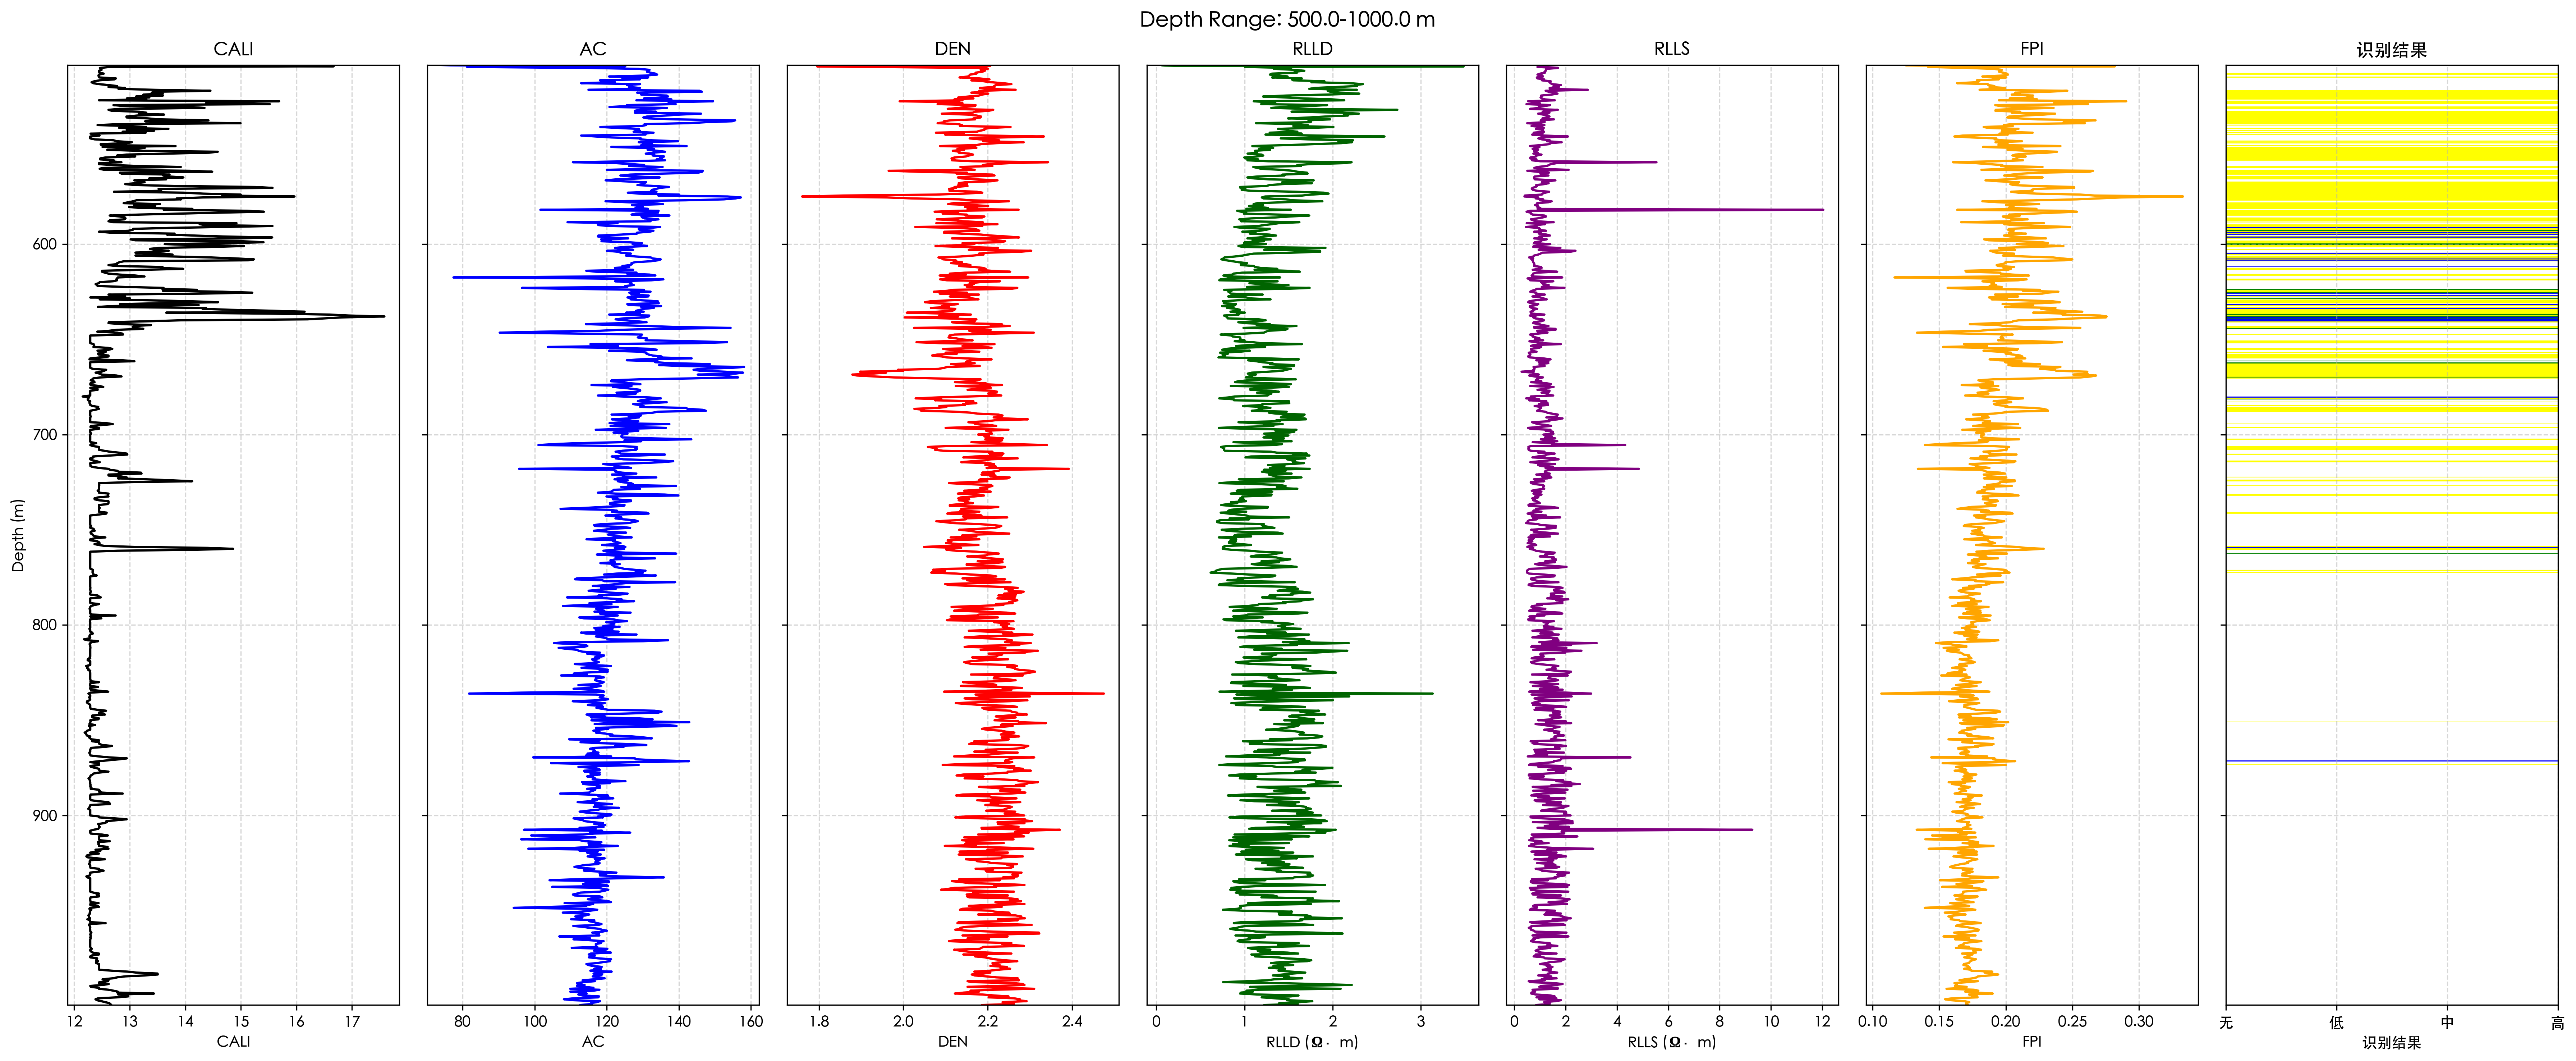 Depth Range: 500.0-1000.0 m
CALI AC DEN RLLD RLLS FPI 识别结果
Depth (m)
600
700
800
900
12 13 14 15 16 17
80 100 120 140 160
1.8 2.0 2.2 2.4
0 1 2 3
0 2 4 6 8 10 12
0.10 0.15 0.20 0.25 0.30
无 低 中 高
CALI AC DEN RLLD (Ω · m) RLLS (Ω · m) FPI 识别结果